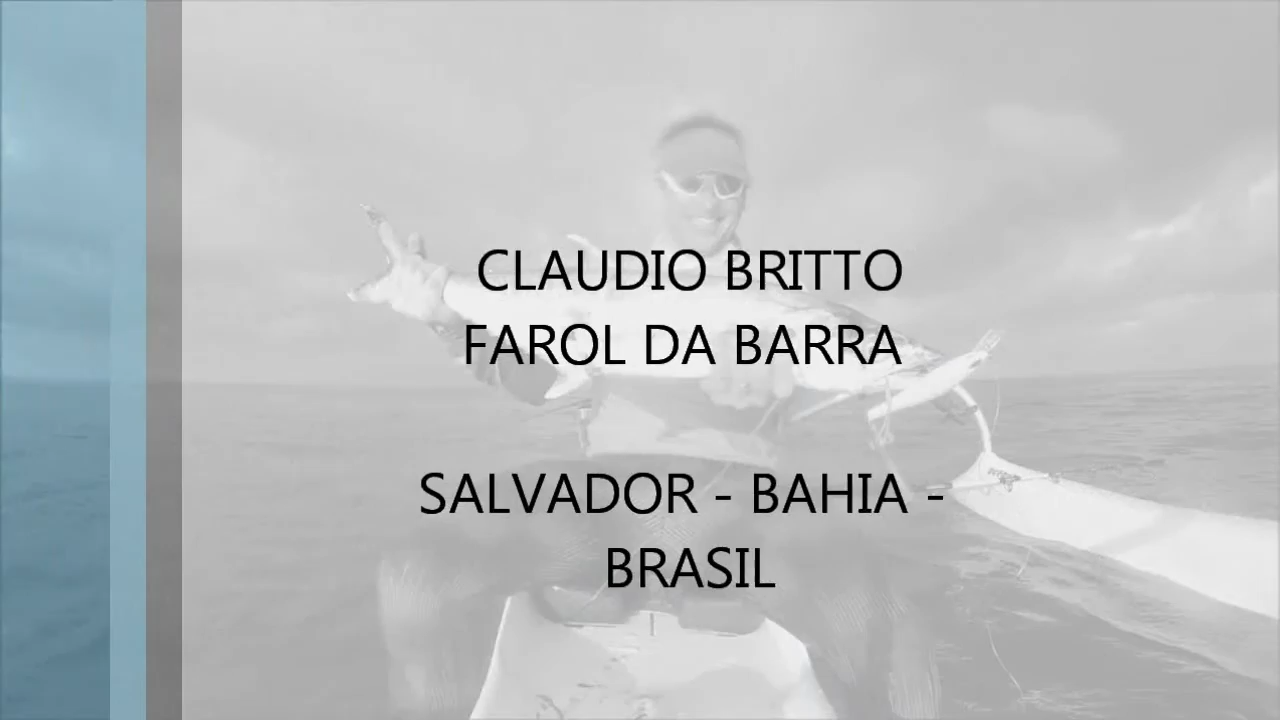 CLAUDIO BRITTO
FAROL DA BARRA
SALVADOR - BAHIA -
BRASIL